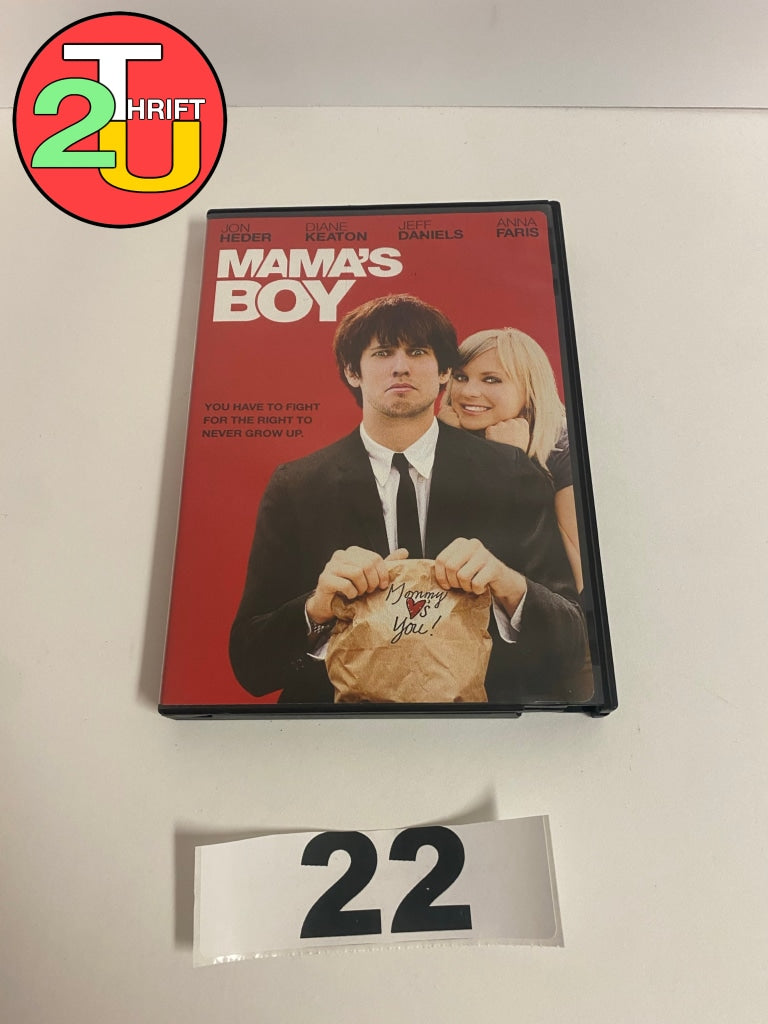 2 T HRIFT U
JON HEDER DIANE KEATON JEFF DANIELS ANNA FARIS
MAMA'S
BOY
YOU HAVE TO FIGHT
FOR THE RIGHT TO
NEVER GROW UP.
Mommy
♥'s
You!
22